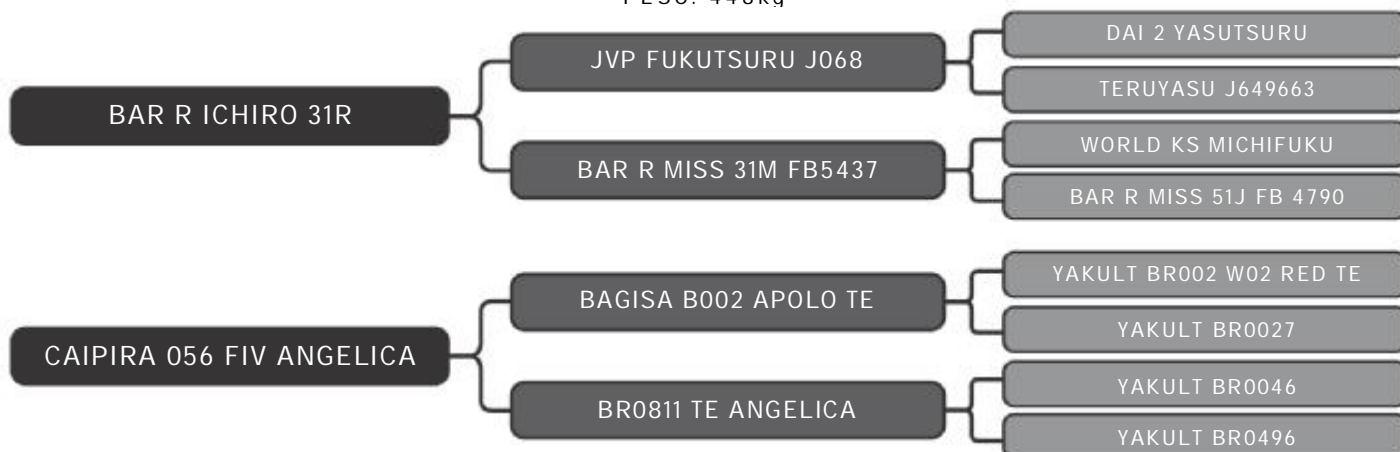 BAR R ICHIRO 31R
JVP FUKUTSURU J068
DAI 2 YASUTSURU
TERUYASU J649663
BAR R MISS 31M FB5437
WORLD KS MICHIFUKU
BAR R MISS 51J FB 4790
CAIPIRA 056 FIV ANGELICA
BAGISA B002 APOLO TE
YAKULT BR002 W02 RED TE
YAKULT BR0027
BR0811 TE ANGELICA
YAKULT BR0046
YAKULT BR0496